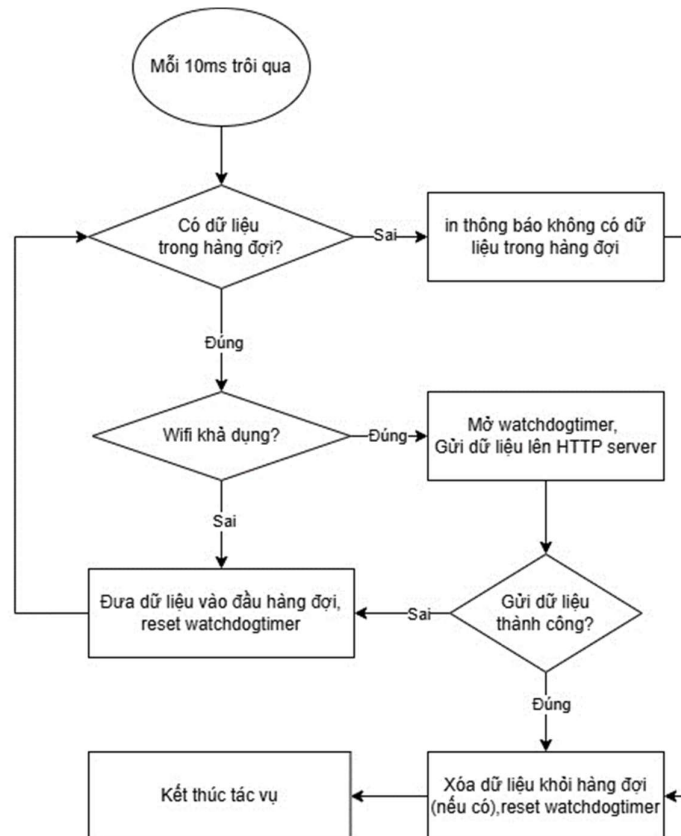 Mỗi 10ms trôi qua
Có dữ liệu
trong hàng đợi?
Sai
in thông báo không có dữ
liệu trong hàng đợi
Đúng
Wifi khả dụng?
Đúng
Mở watchdogtimer,
Gửi dữ liệu lên HTTP server
Sai
Đưa dữ liệu vào đầu hàng đợi,
reset watchdogtimer
Sai
Gửi dữ liệu
thành công?
Đúng
Kết thúc tác vụ
Xóa dữ liệu khỏi hàng đợi
(nếu có),reset watchdogtimer